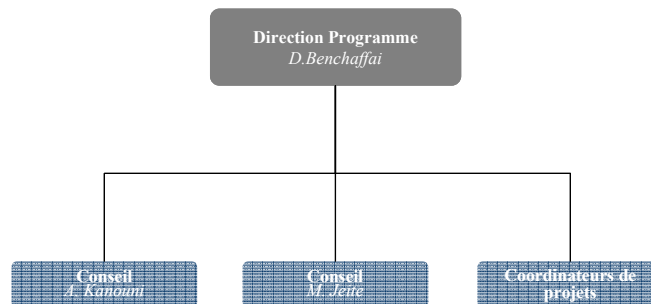 Direction Programme
D.Benchaffai
Conseil
A. Kanouni
Conseil
M. Jeite
Coordinateurs de
projets